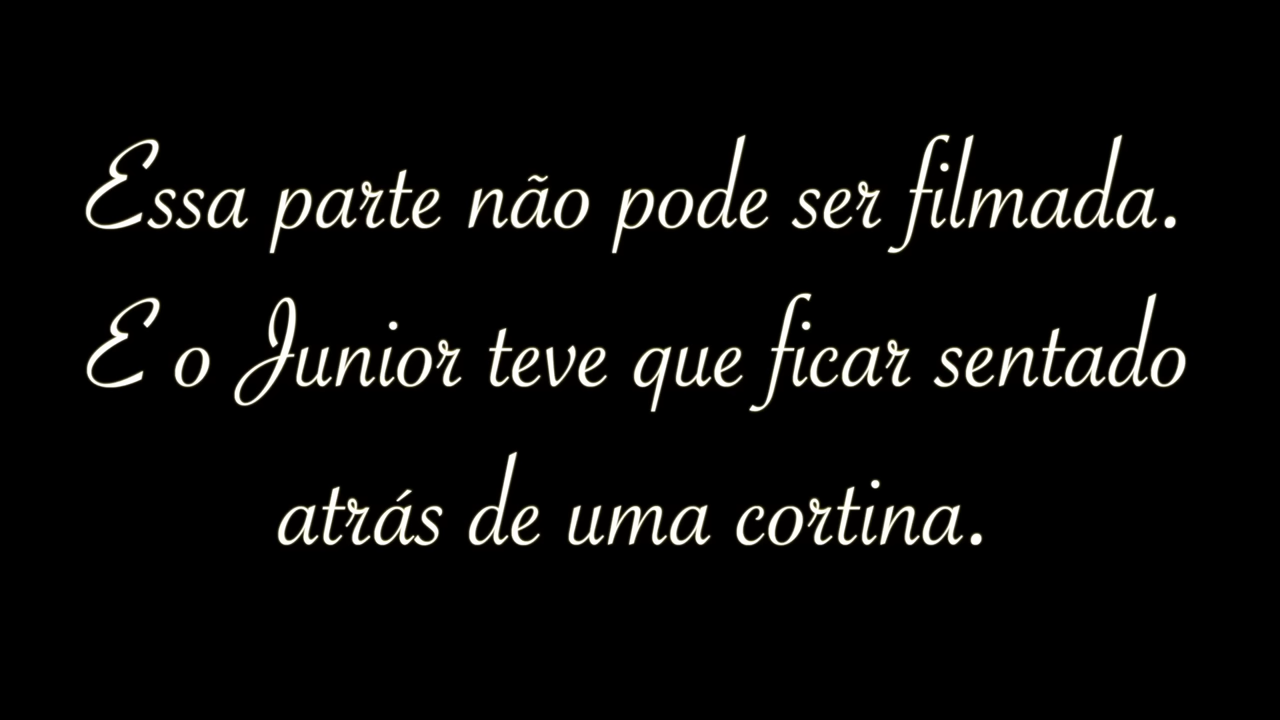 Essa parte não pode ser filmada.
E o Junior teve que ficar sentado
atrás de uma cortina.